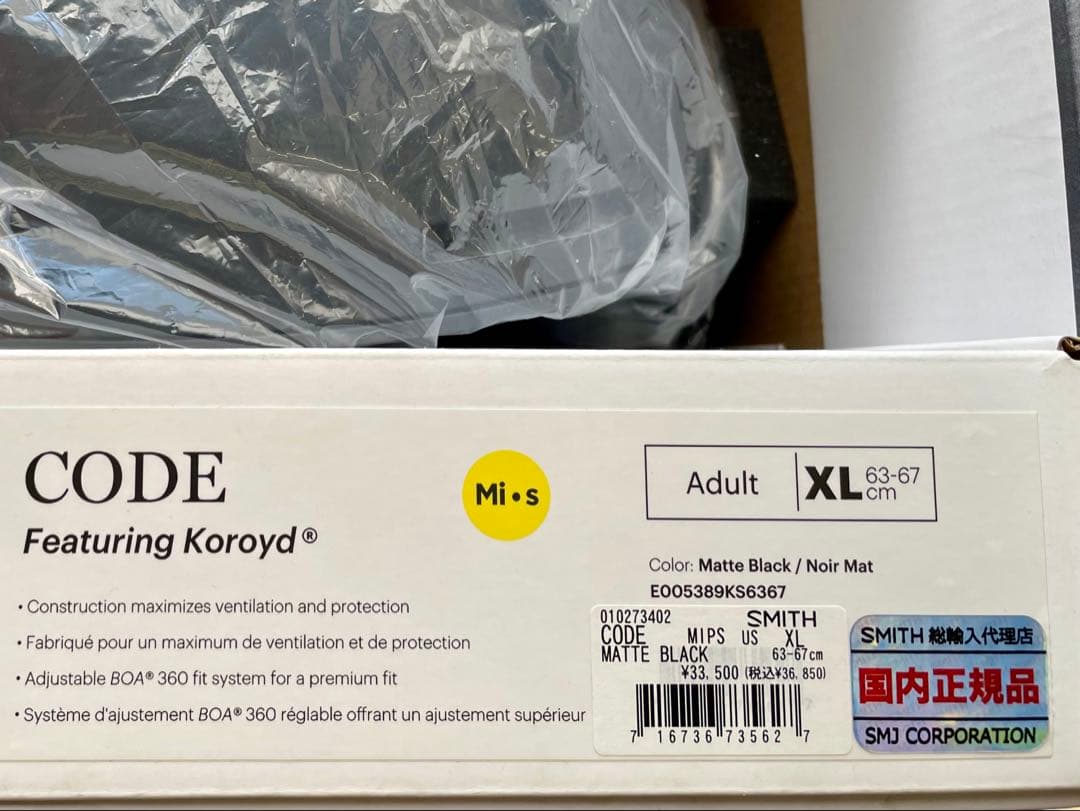 CODE
Featuring Koroyd®
• Construction maximizes ventilation and protection
• Fabriqué pour un maximum de ventilation et de protection
• Adjustable BOA® 360 fit system for a premium fit
• Système d'ajustement BOA® 360 réglable offrant un ajustement supérieur
Mi•s
Adult XL 63-67 cm
Color: Matte Black / Noir Mat
E005389KS6367
010273402 SMITH
CODE MIPS US XL
MATTE BLACK 63-67cm
¥33,500 (税込¥36,850)
7 16736 73562 7
SMITH 総輸入代理店
国内正規品
SMJ CORPORATION